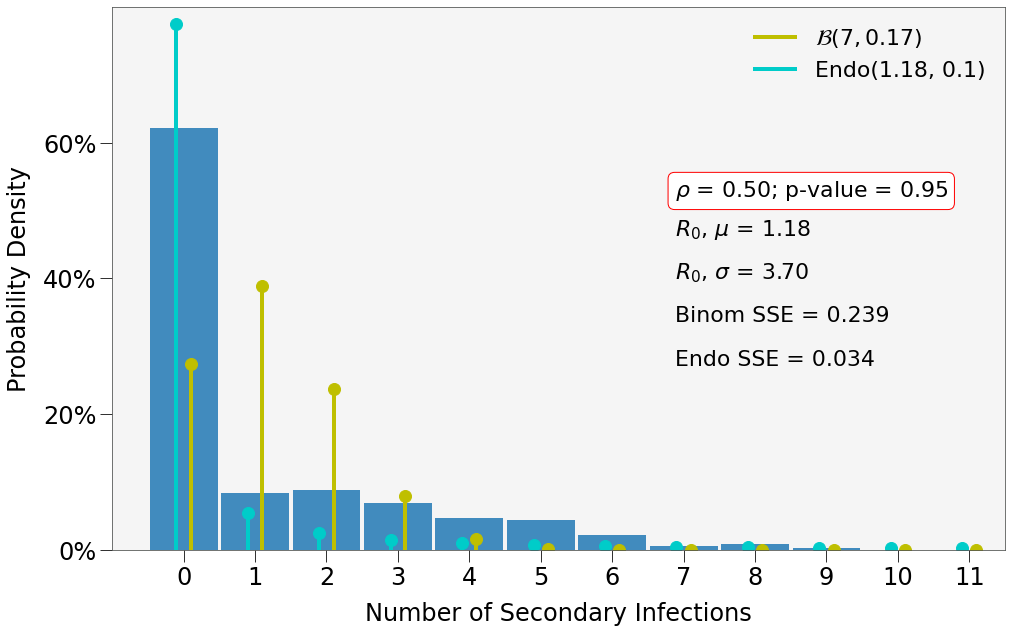 ℬ(7, 0.17)
Endo(1.18, 0.1)
60%
ρ = 0.50; p-value = 0.95
R₀, μ = 1.18
R₀, σ = 3.70
40%
Binom SSE = 0.239
Endo SSE = 0.034
20%
0%
Probability Density
0 1 2 3 4 5 6 7 8 9 10 11
Number of Secondary Infections